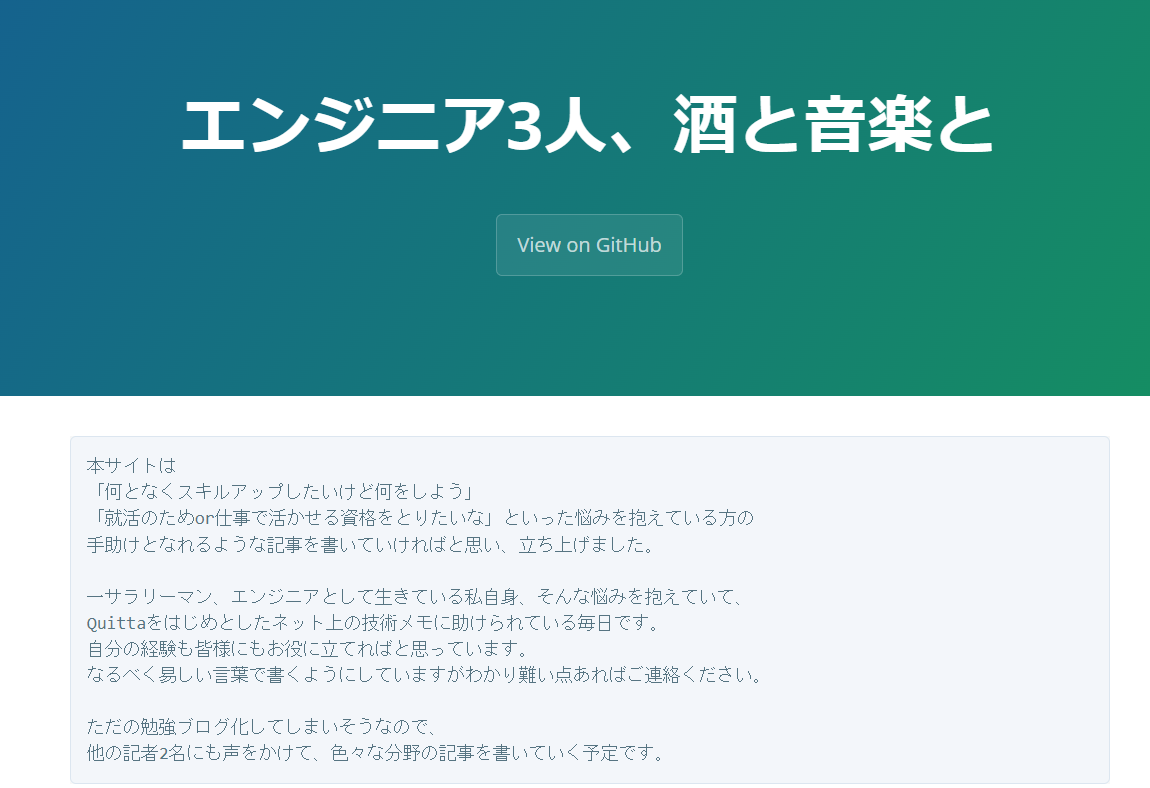 エンジニア3人、酒と音楽と
View on GitHub
本サイトは
「何となくスキルアップしたいけど何をしよう」
「就活のためor仕事で活かせる資格をとりたいな」といった悩みを抱えている方の
手助けとなれるような記事を書いていければと思い、立ち上げました。
一サラリーマン、エンジニアとして生きている私自身、そんな悩みを抱えていて、
Quittaをはじめとしたネット上の技術メモに助けられている毎日です。
自分の経験も皆様にもお役に立てればと思っています。
なるべく易しい言葉で書くようにしていますがわかり難い点あればご連絡ください。
ただの勉強ブログ化してしまいそうなので、
他の記者2名にも声をかけて、色々な分野の記事を書いていく予定です。